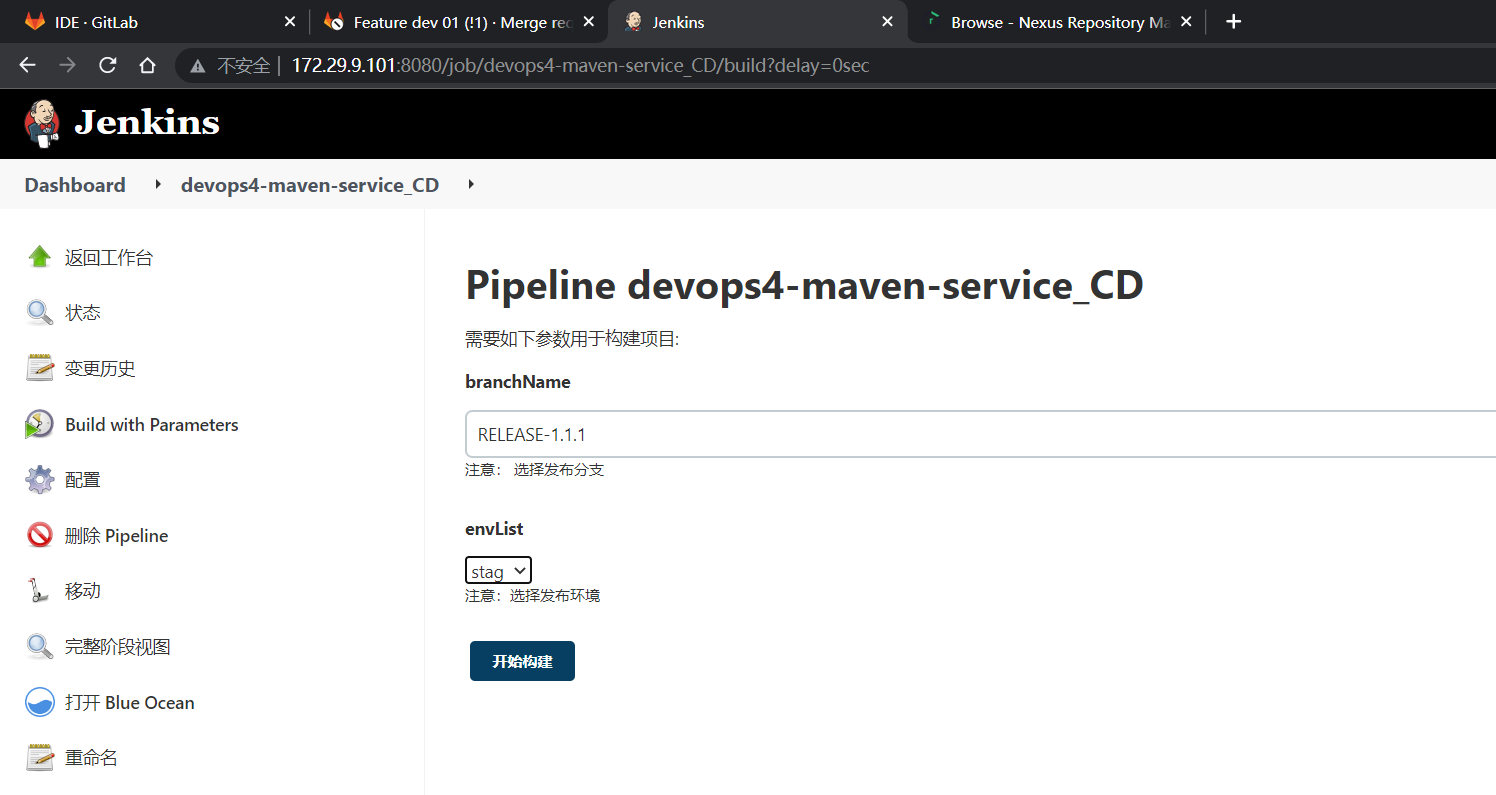 IDE · GitLab
Feature dev 01 (!1) · Merge req
Jenkins
Browse - Nexus Repository Ma
不安全 | 172.29.9.101:8080/job/devops4-maven-service_CD/build?delay=0sec
Jenkins
Dashboard
devops4-maven-service_CD
返回工作台
状态
变更历史
Build with Parameters
配置
删除 Pipeline
移动
完整阶段视图
打开 Blue Ocean
重命名
Pipeline devops4-maven-service_CD
需要如下参数用于构建项目:
branchName
RELEASE-1.1.1
注意： 选择发布分支
envList
stag
注意：选择发布环境
开始构建